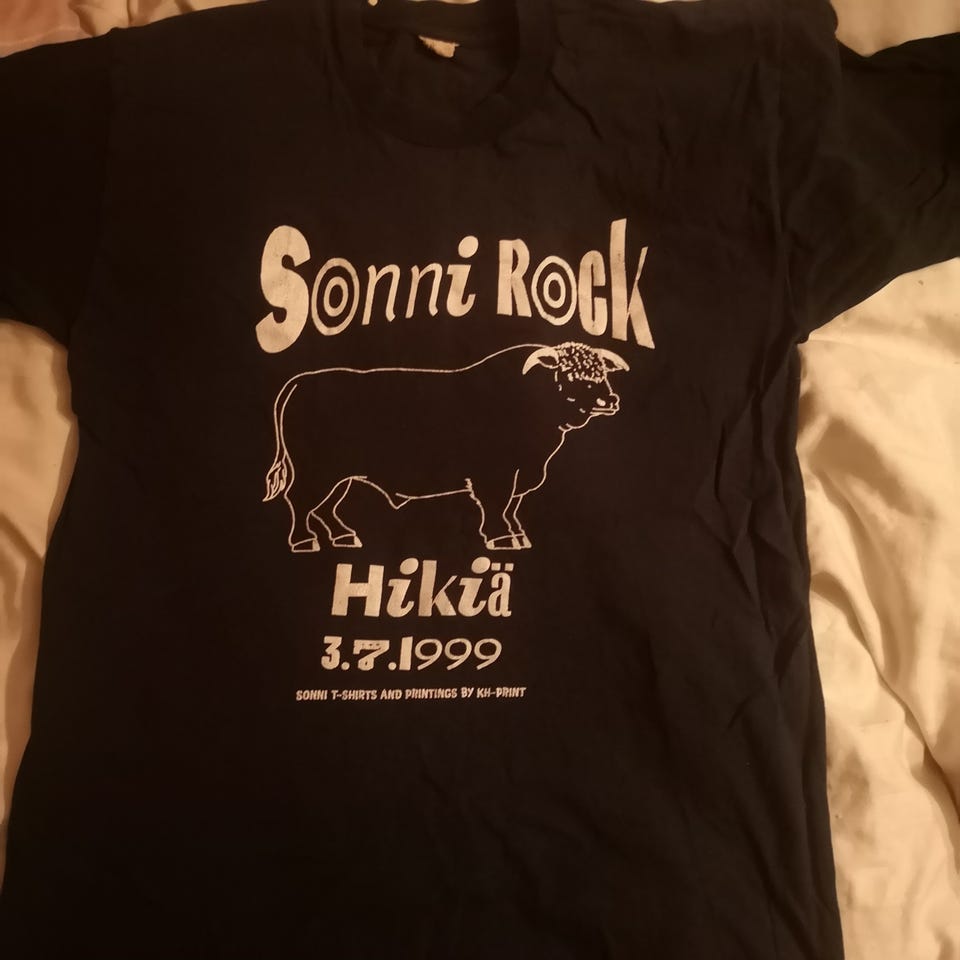 Sonni Rock
Hikiä
3.7.1999
SONNI T-SHIRTS AND PRINTINGS BY KH-PRINT